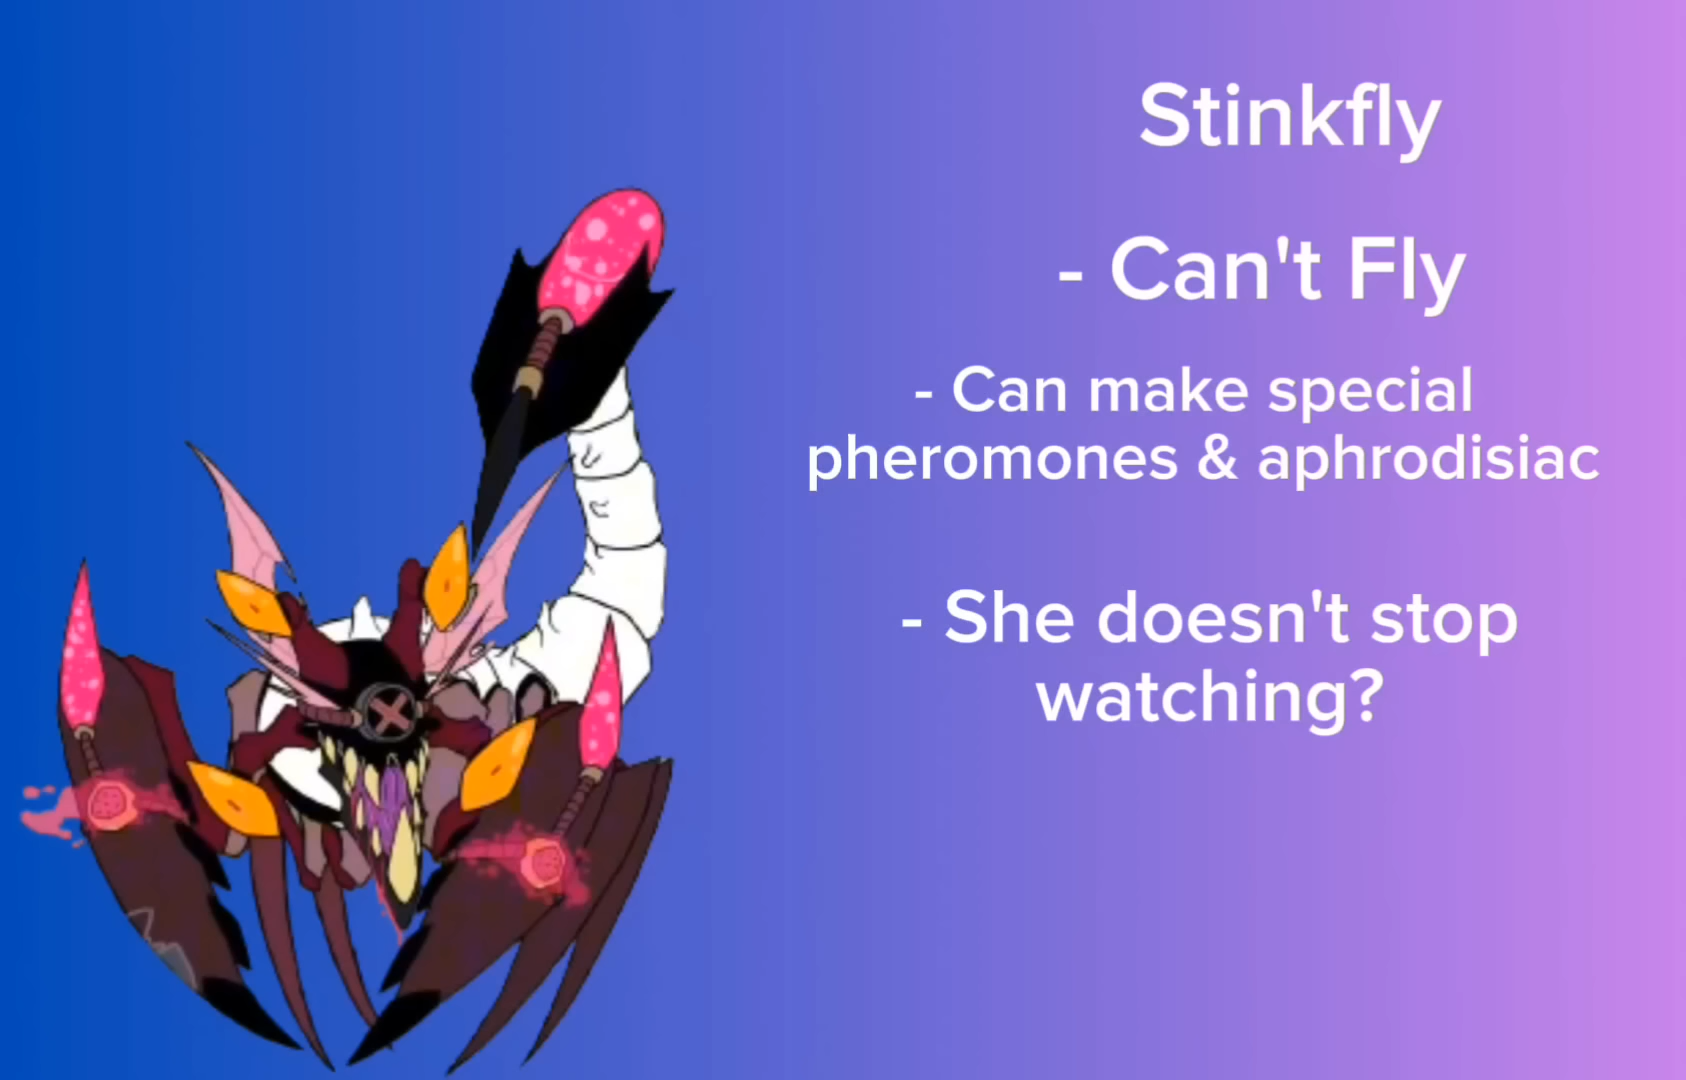 Stinkfly
- Can't Fly
- Can make special
pheromones & aphrodisiac
- She doesn't stop
watching?